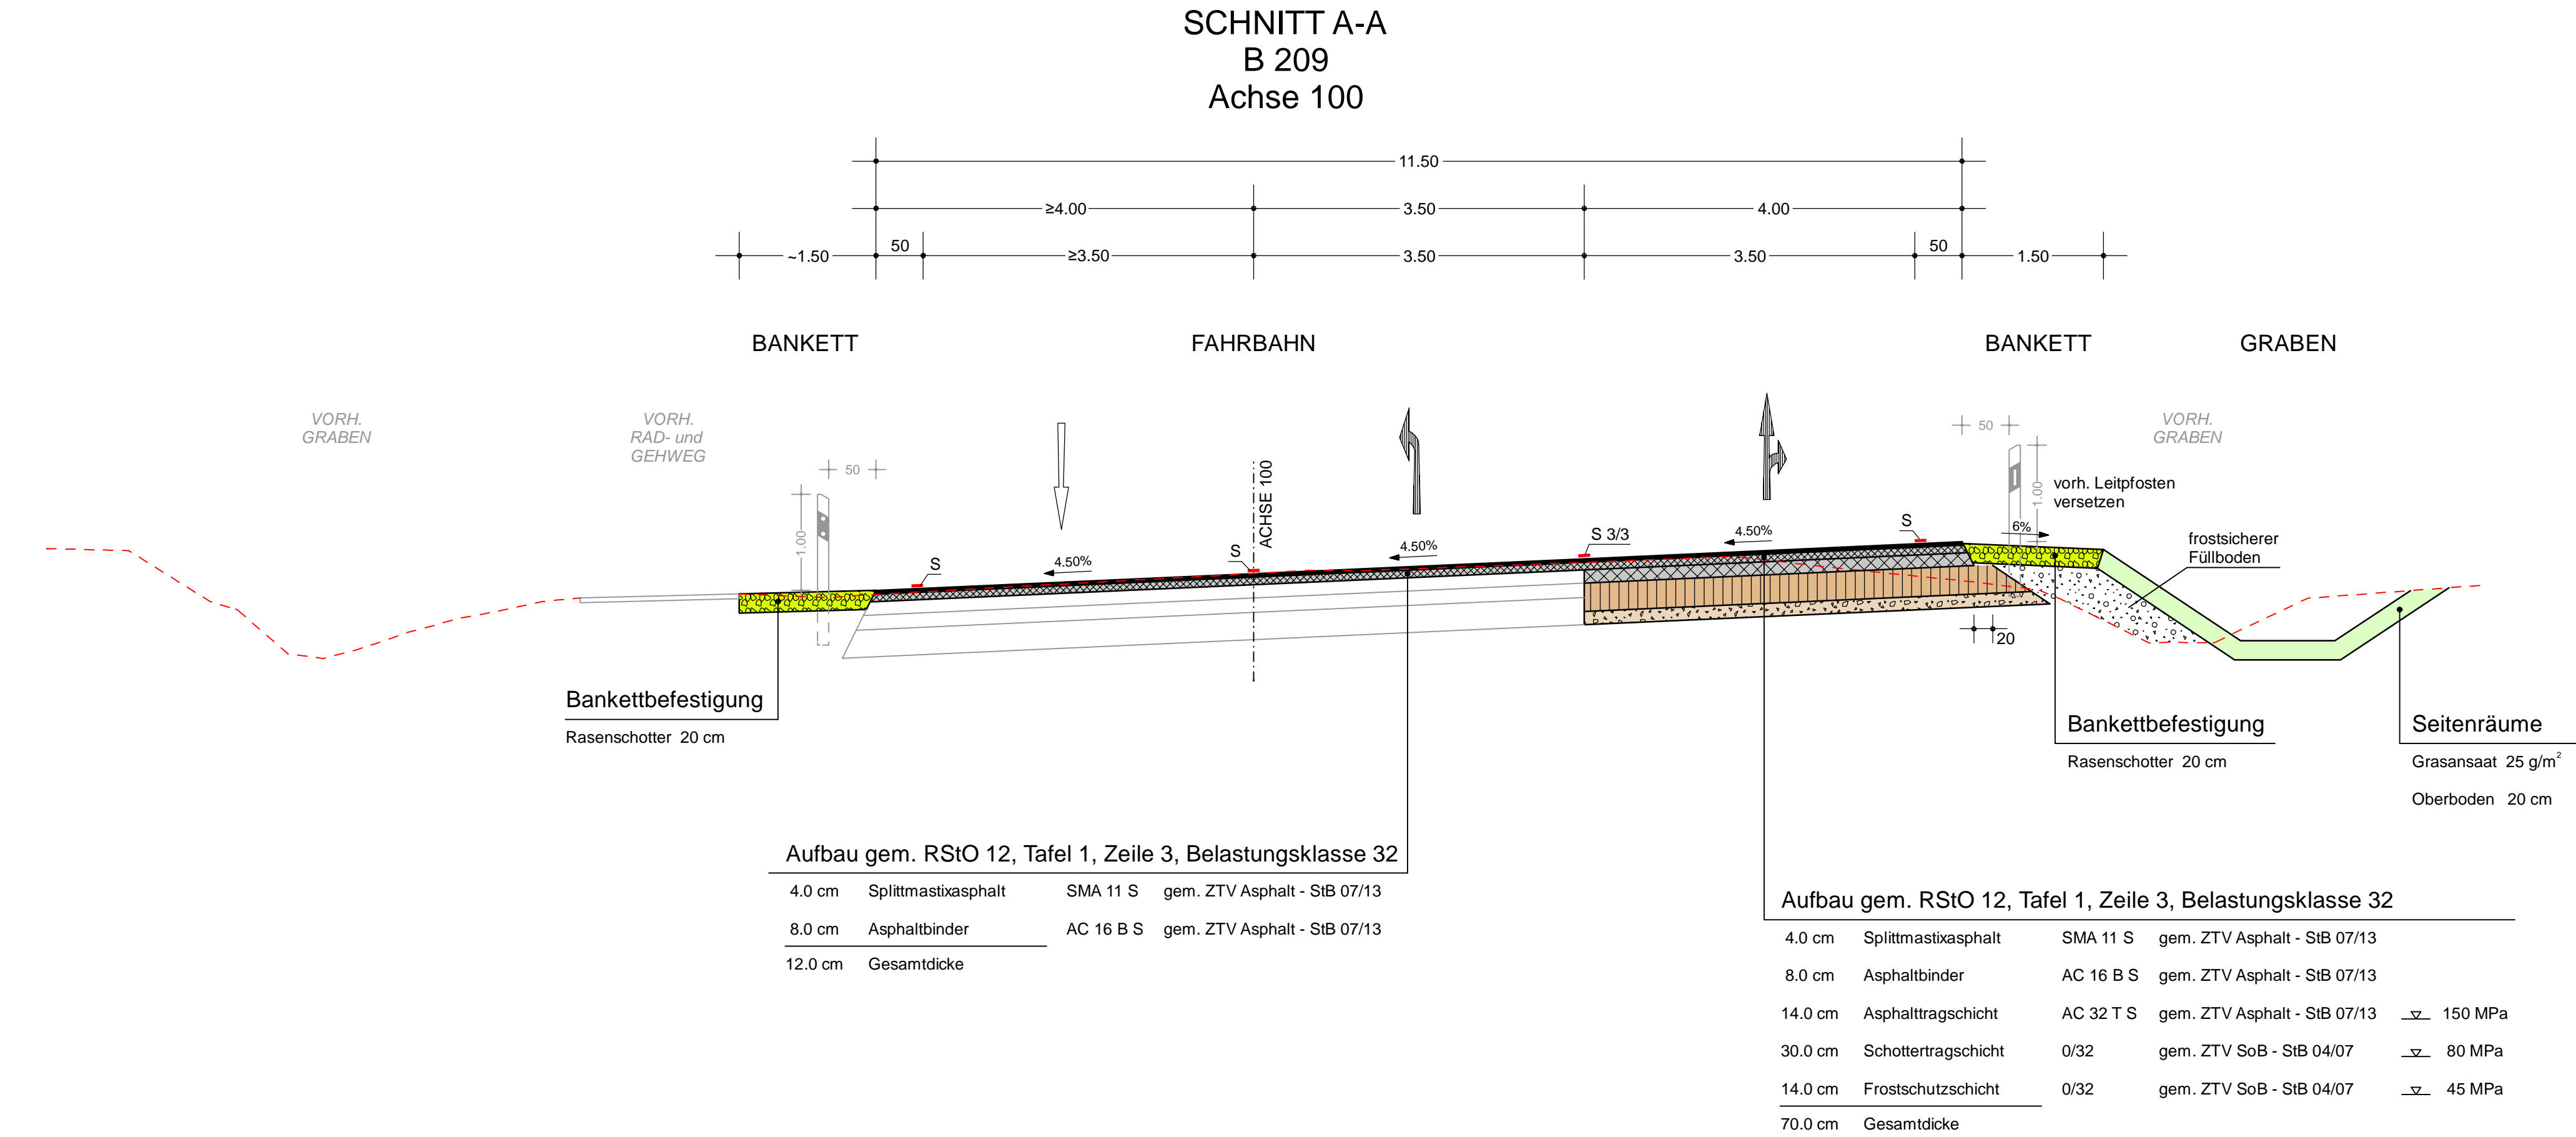 SCHNITT A-A
B 209
Achse 100
11.50
≥4.00 3.50 4.00
~1.50 50 ≥3.50 3.50 3.50 50 1.50
BANKETT FAHRBAHN BANKETT GRABEN
VORH.
GRABEN
VORH.
RAD- und
GEHWEG
50
1.00
ACHSE 100
50
VORH.
GRABEN
1.00
vorh. Leitpfosten
versetzen
6%
frostsicherer
Füllboden
S
4.50%
S
4.50%
S 3/3
4.50%
S
20
Bankettbefestigung
Rasenschotter 20 cm
Bankettbefestigung
Rasenschotter 20 cm
Seitenräume
Grasansaat 25 g/m²
Oberboden 20 cm
Aufbau gem. RStO 12, Tafel 1, Zeile 3, Belastungsklasse 32
4.0 cm Splittmastixasphalt SMA 11 S gem. ZTV Asphalt - StB 07/13
8.0 cm Asphaltbinder AC 16 B S gem. ZTV Asphalt - StB 07/13
12.0 cm Gesamtdicke
Aufbau gem. RStO 12, Tafel 1, Zeile 3, Belastungsklasse 32
4.0 cm Splittmastixasphalt SMA 11 S gem. ZTV Asphalt - StB 07/13
8.0 cm Asphaltbinder AC 16 B S gem. ZTV Asphalt - StB 07/13
14.0 cm Asphalttragschicht AC 32 T S gem. ZTV Asphalt - StB 07/13 150 MPa
30.0 cm Schottertragschicht 0/32 gem. ZTV SoB - StB 04/07 80 MPa
14.0 cm Frostschutzschicht 0/32 gem. ZTV SoB - StB 04/07 45 MPa
70.0 cm Gesamtdicke